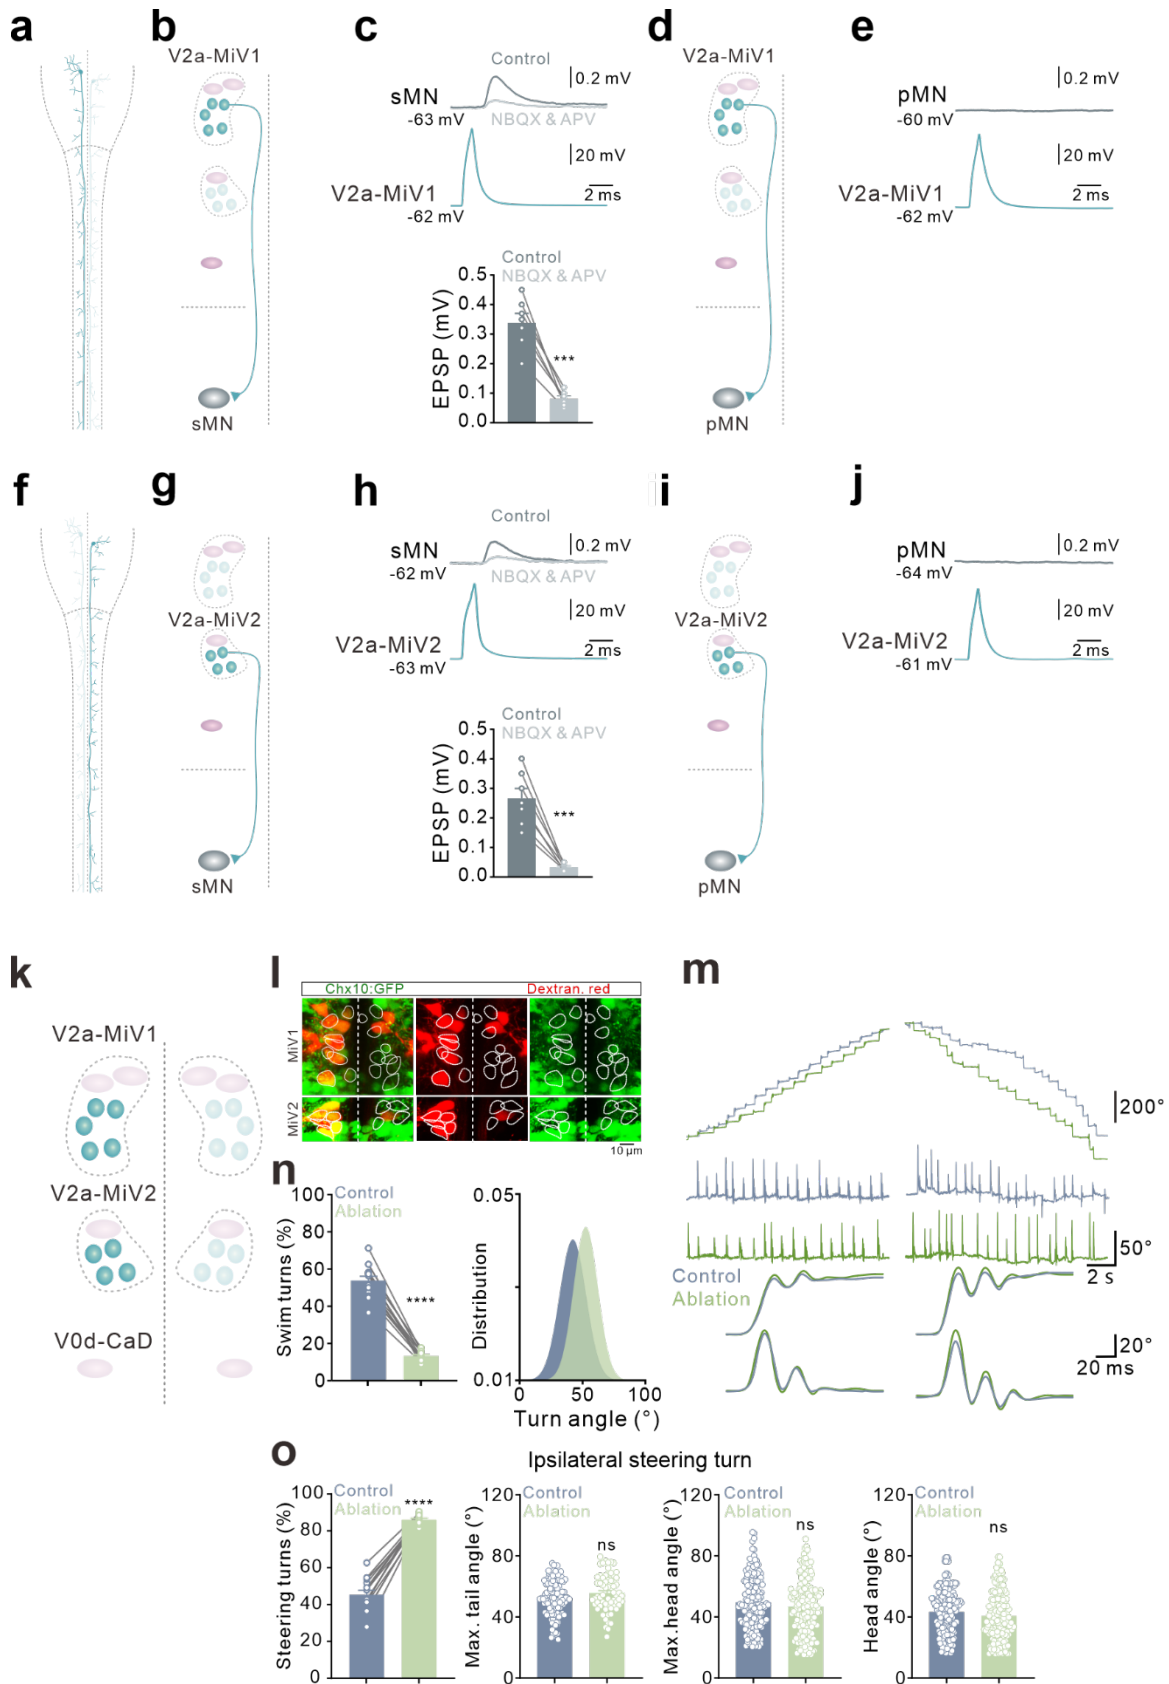 a
b
c
d
e
V2a-MiV1
Control
0.2 mV
sMN
-63 mV
NBQX & APV
20 mV
V2a-MiV1
-62 mV
2 ms
Control
NBQX & APV
EPSP (mV)
0.5
0.4
0.3
0.2
0.1
0.0
***
sMN
V2a-MiV1
pMN
0.2 mV
pMN
-60 mV
20 mV
V2a-MiV1
-62 mV
2 ms
f
g
h
i
j
V2a-MiV2
sMN
Control
0.2 mV
sMN
-62 mV
NBQX & APV
20 mV
V2a-MiV2
-63 mV
2 ms
Control
NBQX & APV
EPSP (mV)
0.5
0.4
0.3
0.2
0.1
0.0
***
V2a-MiV2
pMN
0.2 mV
pMN
-64 mV
20 mV
V2a-MiV2
-61 mV
2 ms
k
V2a-MiV1
V2a-MiV2
V0d-CaD
l
Chx10:GFP
Dextran. red
MiV1
MiV2
10 µm
m
200°
50°
2 s
Control
Ablation
20°
20 ms
n
Control
Ablation
Swim turns (%)
100
80
60
40
20
0
****
Distribution
0.05
0.01
0
50
100
Turn angle (°)
o
Ipsilateral steering turn
Control
Ablation
Steering turns (%)
100
80
60
40
20
0
****
Control
Ablation
Max. tail angle (°)
120
80
40
0
ns
Control
Ablation
Max.head angle (°)
120
80
40
0
ns
Control
Ablation
Head angle (°)
120
80
40
0
ns